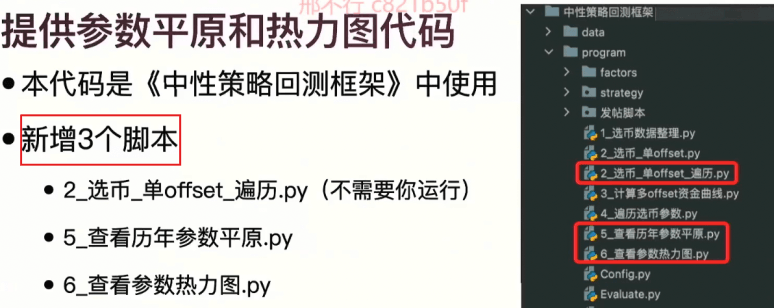 邢不行 c821b50f
提供参数平原和热力图代码
•本代码是《中性策略回测框架》中使用
•新增3个脚本
•2_选币_单offset_遍历.py（不需要你运行）
•5_查看历年参数平原.py
•6_查看参数热力图.py
中性策略回测框架
data
program
factors
strategy
发帖脚本
1_选币数据整理.py
2_选币_单offset.py
2_选币_单offset_遍历.py
3_计算多offset资金曲线.py
4_遍历选币参数.py
5_查看历年参数平原.py
6_查看参数热力图.py
Config.py
Evaluate.py